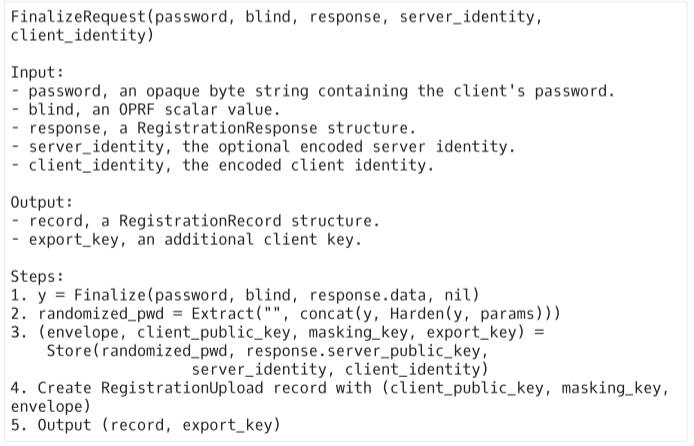 FinalizeRequest(password, blind, response, server_identity,
client_identity)

Input:
- password, an opaque byte string containing the client's password.
- blind, an OPRF scalar value.
- response, a RegistrationResponse structure.
- server_identity, the optional encoded server identity.
- client_identity, the encoded client identity.

Output:
- record, a RegistrationRecord structure.
- export_key, an additional client key.

Steps:
1. y = Finalize(password, blind, response.data, nil)
2. randomized_pwd = Extract("", concat(y, Harden(y, params)))
3. (envelope, client_public_key, masking_key, export_key) =
    Store(randomized_pwd, response.server_public_key,
                    server_identity, client_identity)
4. Create RegistrationUpload record with (client_public_key, masking_key,
envelope)
5. Output (record, export_key)